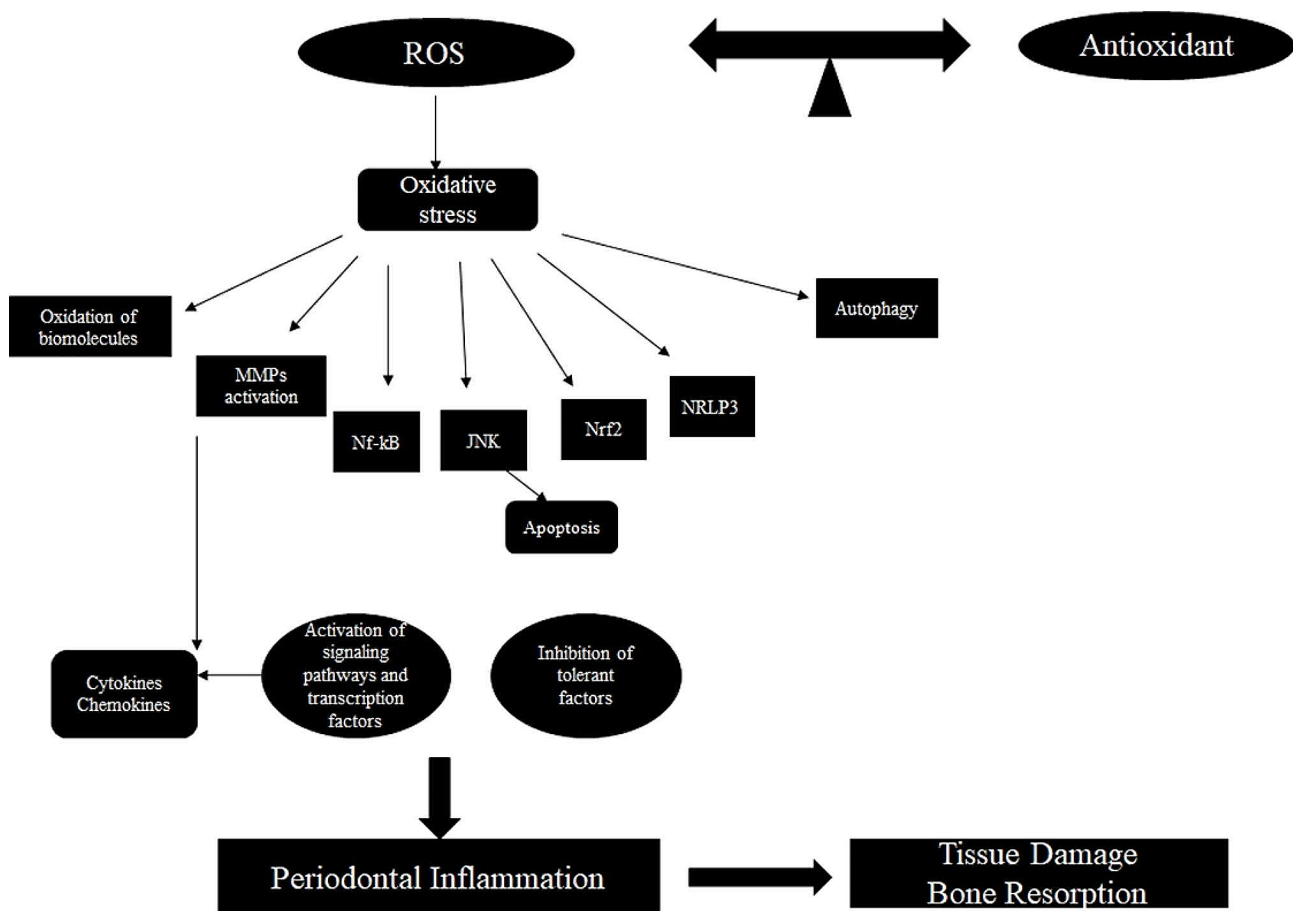 ROS
Antioxidant
Oxidative
stress
Oxidation of
biomolecules
Autophagy
MMPs
activation
NRLP3
Nf-kB
JNK
Nrf2
Apoptosis
Activation of
signaling
pathways and
transcription
factors
Inhibition of
tolerant
factors
Cytokines
Chemokines
Periodontal Inflammation
Tissue Damage
Bone Resorption